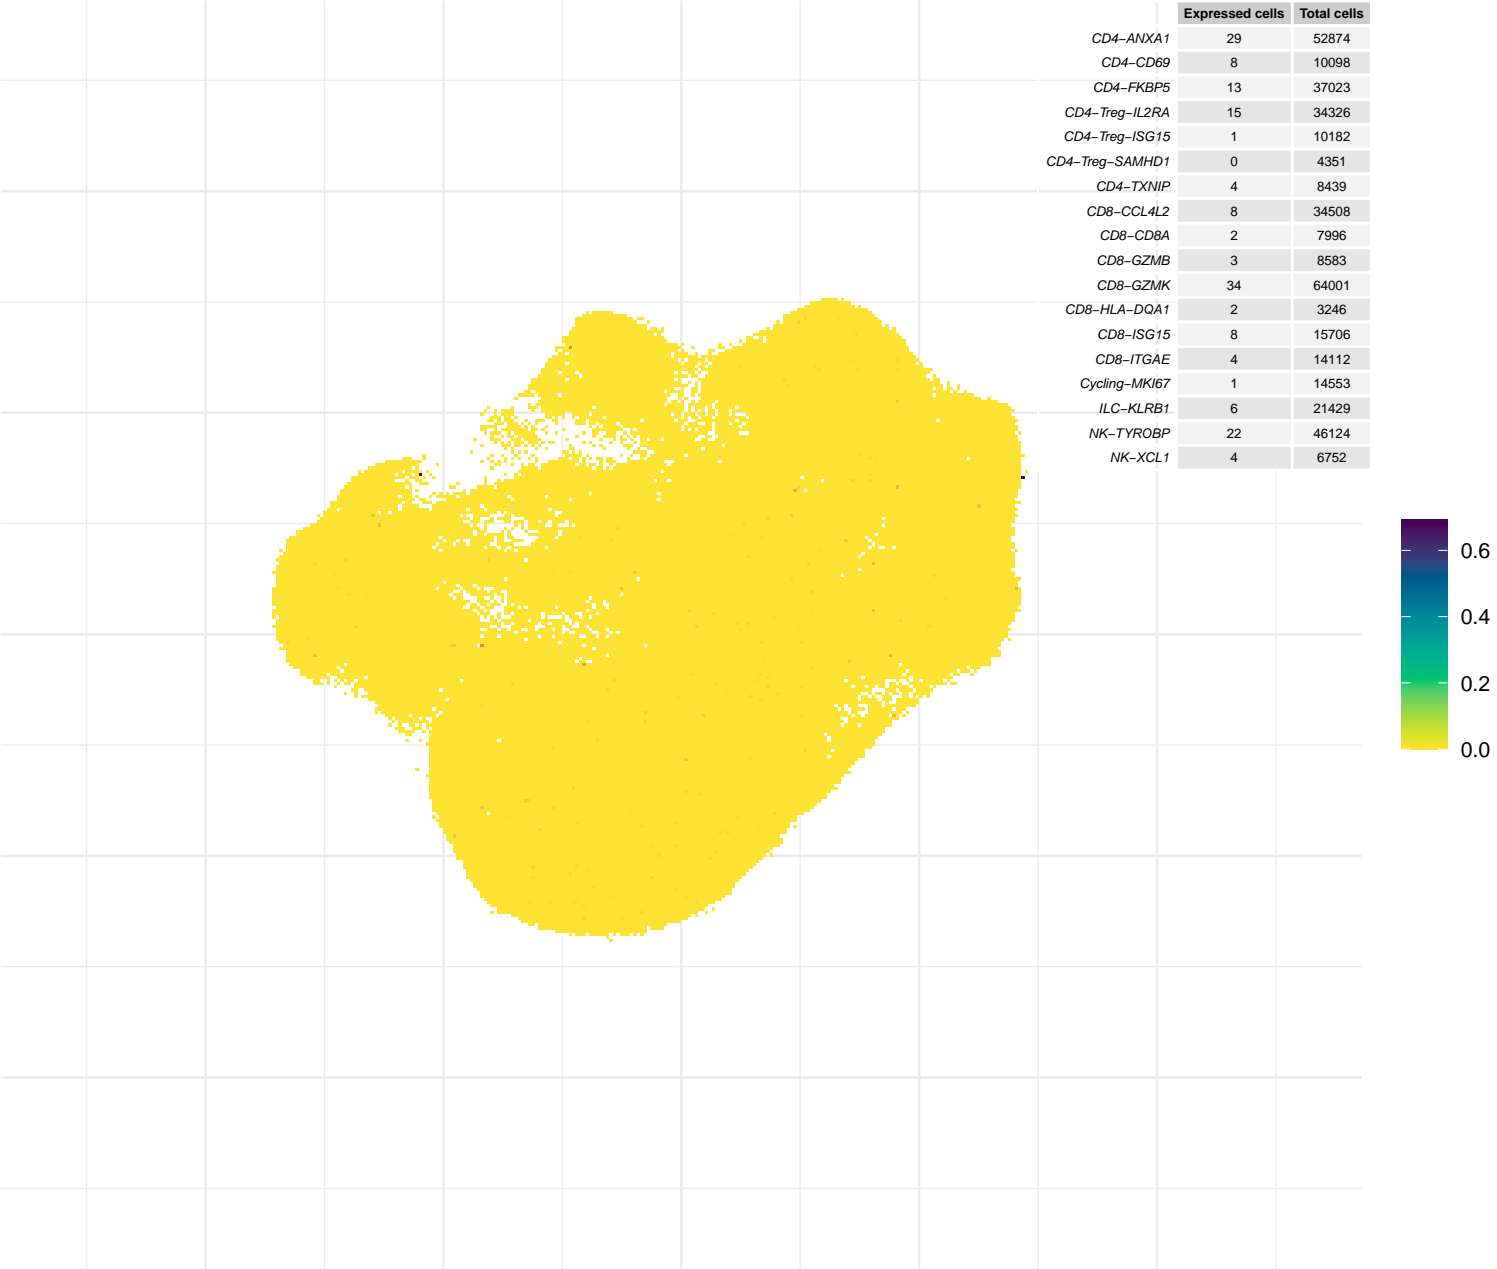 Expressed cells Total cells
CD4−ANXA1 29 52874
CD4−CD69 8 10098
CD4−FKBP5 13 37023
CD4−Treg−IL2RA 15 34326
CD4−Treg−ISG15 1 10182
CD4−Treg−SAMHD1 0 4351
CD4−TXNIP 4 8439
CD8−CCL4L2 8 34508
CD8−CD8A 2 7996
CD8−GZMB 3 8583
CD8−GZMK 34 64001
CD8−HLA−DQA1 2 3246
CD8−ISG15 8 15706
CD8−ITGAE 4 14112
Cycling−MKI67 1 14553
ILC−KLRB1 6 21429
NK−TYROBP 22 46124
NK−XCL1 4 6752
0.6
0.4
0.2
0.0